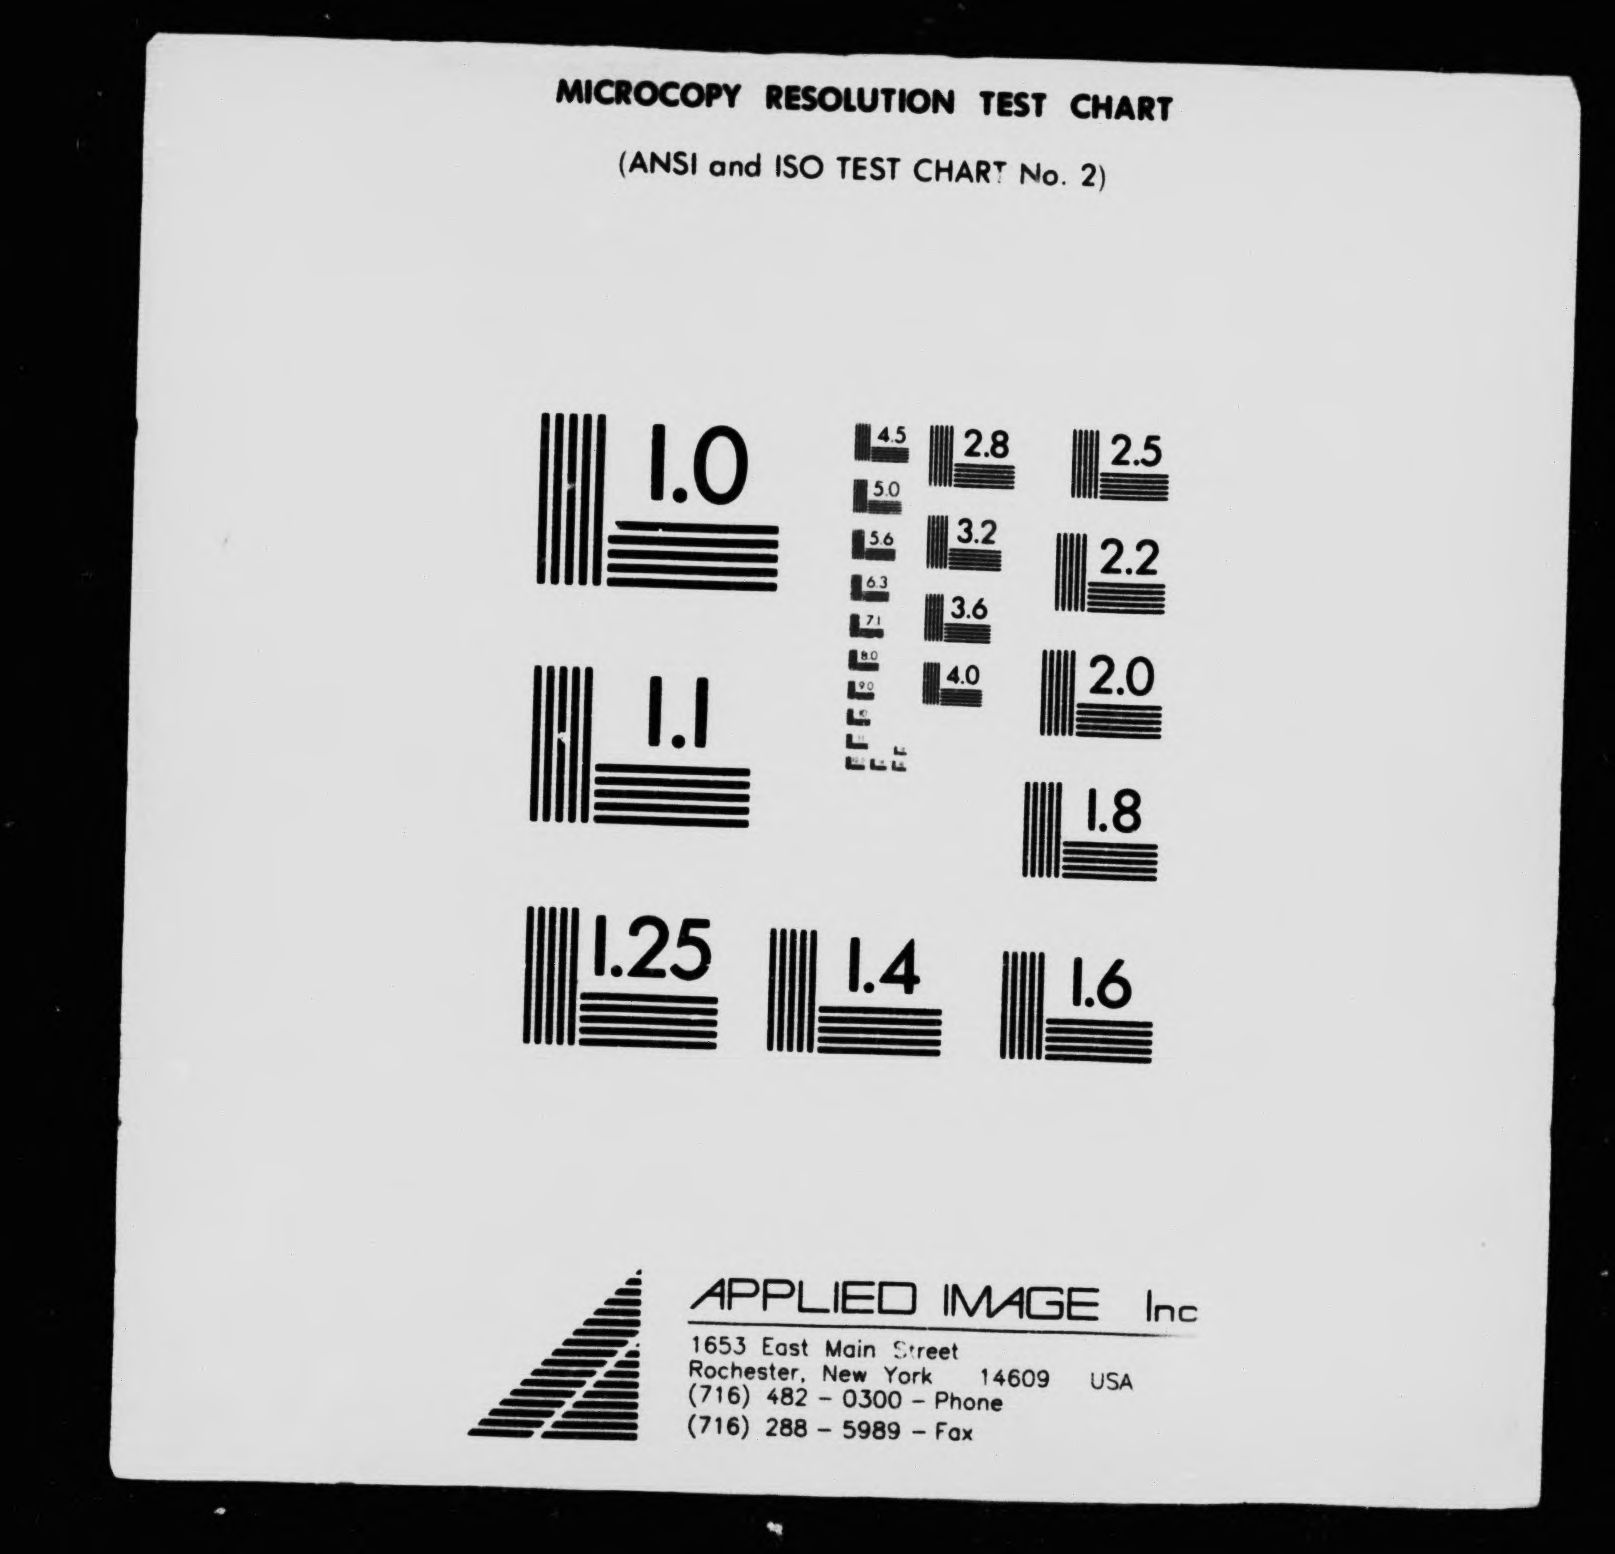 MICROCOPY RESOLUTION TEST CHART
(ANSI and ISO TEST CHART No. 2)
1.0
1.1
1.25
1.4
1.6
4.5
5.0
5.6
6.3
7.1
8.0
9.0
2.8
3.2
3.6
4.0
2.5
2.2
2.0
1.8
APPLIED IMAGE Inc
1653 East Main Street
Rochester, New York 14609 USA
(716) 482 - 0300 - Phone
(716) 288 - 5989 - Fax